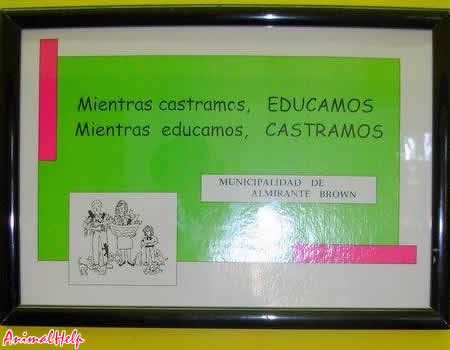 Mientras castramos, EDUCAMOS
Mientras educamos, CASTRAMOS
MUNICIPALIDAD DE
ALMIRANTE BROWN
AnimalHelp